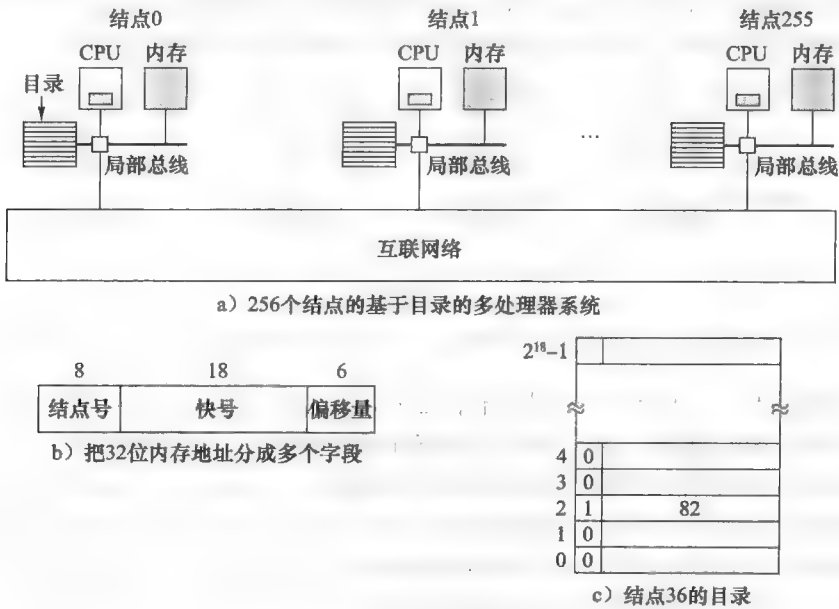 结点0 结点1 结点255
CPU 内存 CPU 内存 CPU 内存
目录
局部总线 局部总线 … 局部总线
互联网络
a）256个结点的基于目录的多处理器系统
8 18 6
结点号 快号 偏移量
b）把32位内存地址分成多个字段
2¹⁸−1
4 0
3 0
2 1 82
1 0
0 0
c）结点36的目录